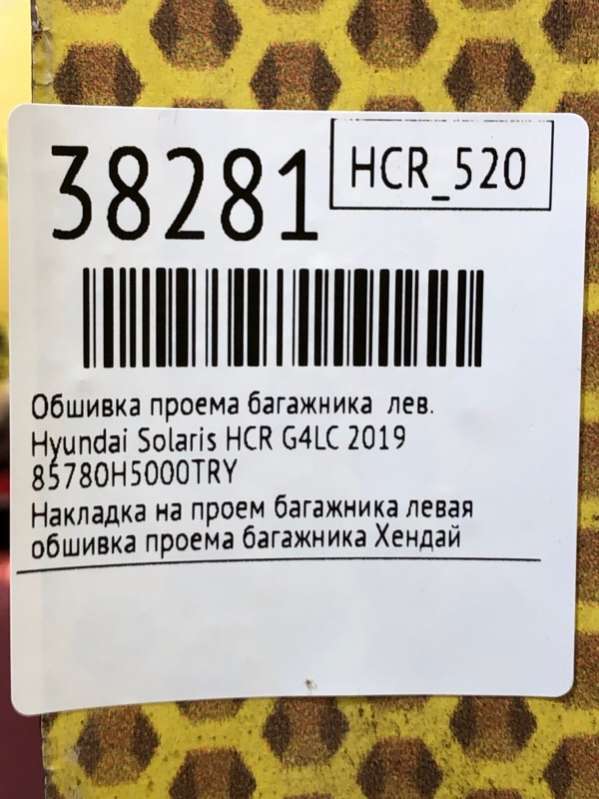 38281
HCR_520
Обшивка проема багажника лев.
Hyundai Solaris HCR G4LC 2019
85780H5000TRY
Накладка на проем багажника левая
обшивка проема багажника Хендай